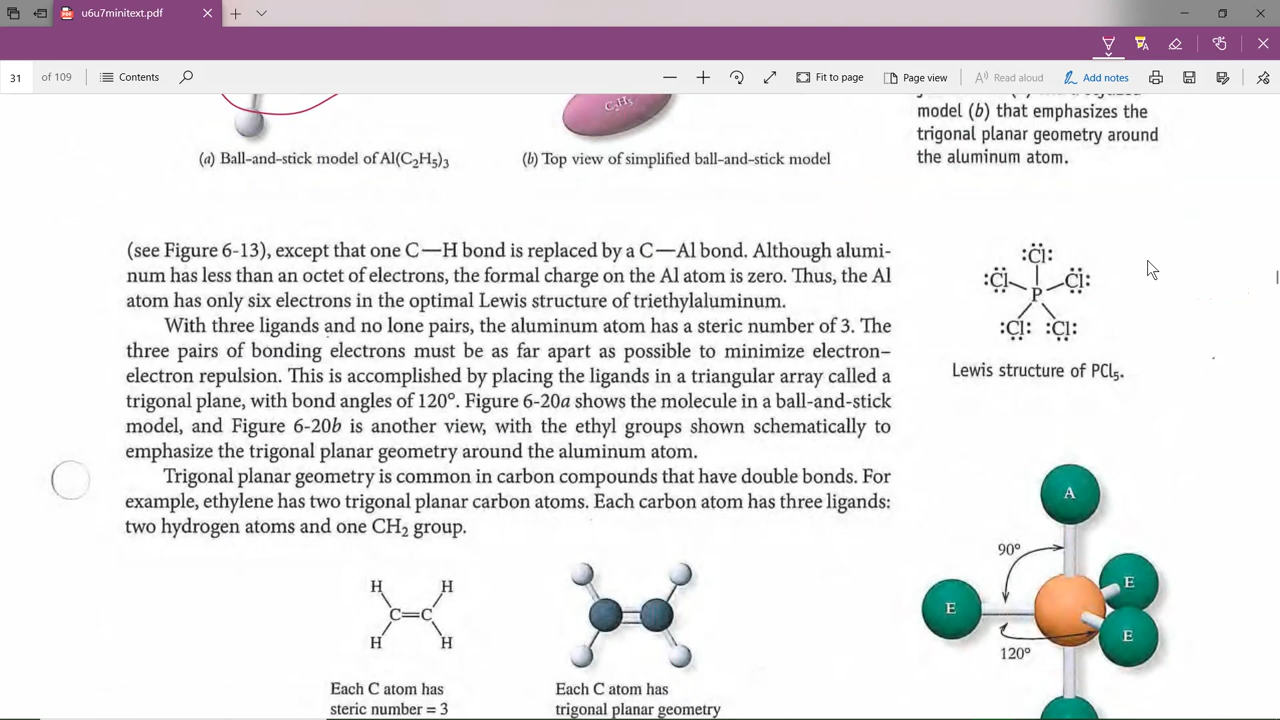 u6u7minitext.pdf
31 of 109 Contents Fit to page Page view Read aloud Add notes
C₂H₅
model (b) that emphasizes the
trigonal planar geometry around
the aluminum atom.
(a) Ball-and-stick model of Al(C₂H₅)₃
(b) Top view of simplified ball-and-stick model
(see Figure 6-13), except that one C—H bond is replaced by a C—Al bond. Although alumi-
num has less than an octet of electrons, the formal charge on the Al atom is zero. Thus, the Al
atom has only six electrons in the optimal Lewis structure of triethylaluminum.
With three ligands and no lone pairs, the aluminum atom has a steric number of 3. The
three pairs of bonding electrons must be as far apart as possible to minimize electron–
electron repulsion. This is accomplished by placing the ligands in a triangular array called a
trigonal plane, with bond angles of 120°. Figure 6-20a shows the molecule in a ball-and-stick
model, and Figure 6-20b is another view, with the ethyl groups shown schematically to
emphasize the trigonal planar geometry around the aluminum atom.
Trigonal planar geometry is common in carbon compounds that have double bonds. For
example, ethylene has two trigonal planar carbon atoms. Each carbon atom has three ligands:
two hydrogen atoms and one CH₂ group.
:Cl:
:Cl Cl:
P
:Cl: :Cl:
Lewis structure of PCl₅.
H H
C=C
H H
Each C atom has
steric number = 3
Each C atom has
trigonal planar geometry
A
90°
E
E
E
120°